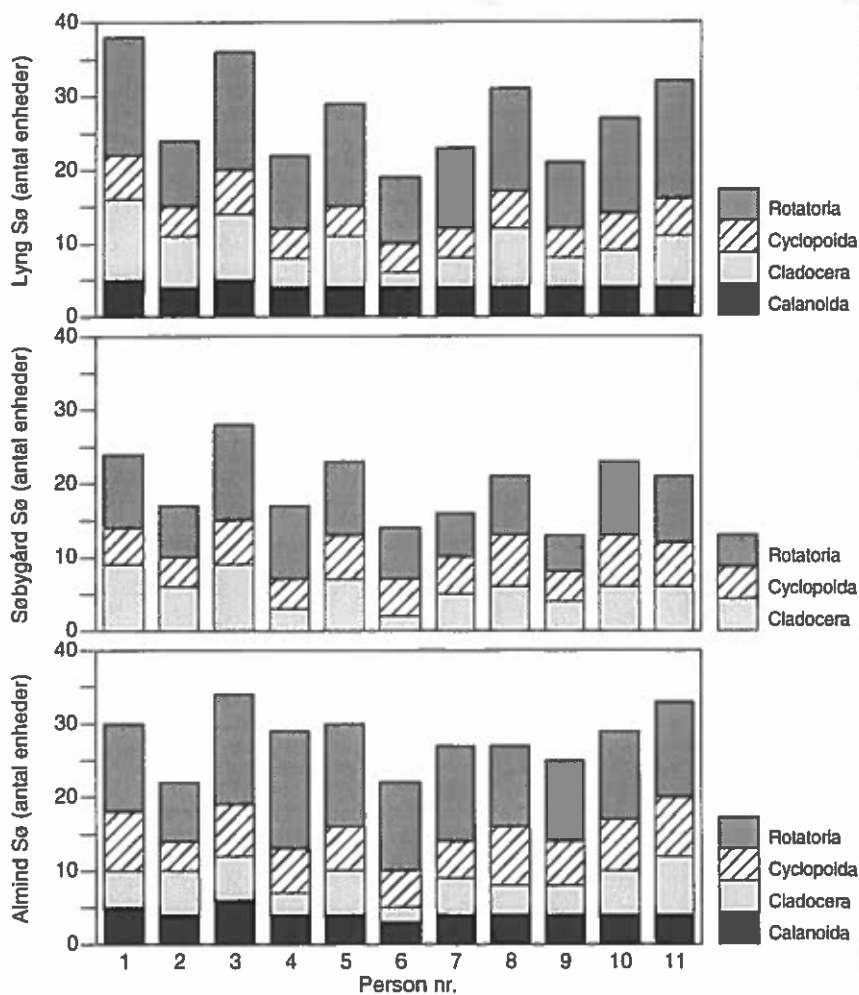 Lyng Sø (antal enheder)
40
30
20
10
0
Rotatoria
Cyclopoida
Cladocera
Calanoida
Søbygård Sø (antal enheder)
40
30
20
10
0
Rotatoria
Cyclopoida
Cladocera
Almind Sø (antal enheder)
40
30
20
10
0
Rotatoria
Cyclopoida
Cladocera
Calanoida
1 2 3 4 5 6 7 8 9 10 11
Person nr.